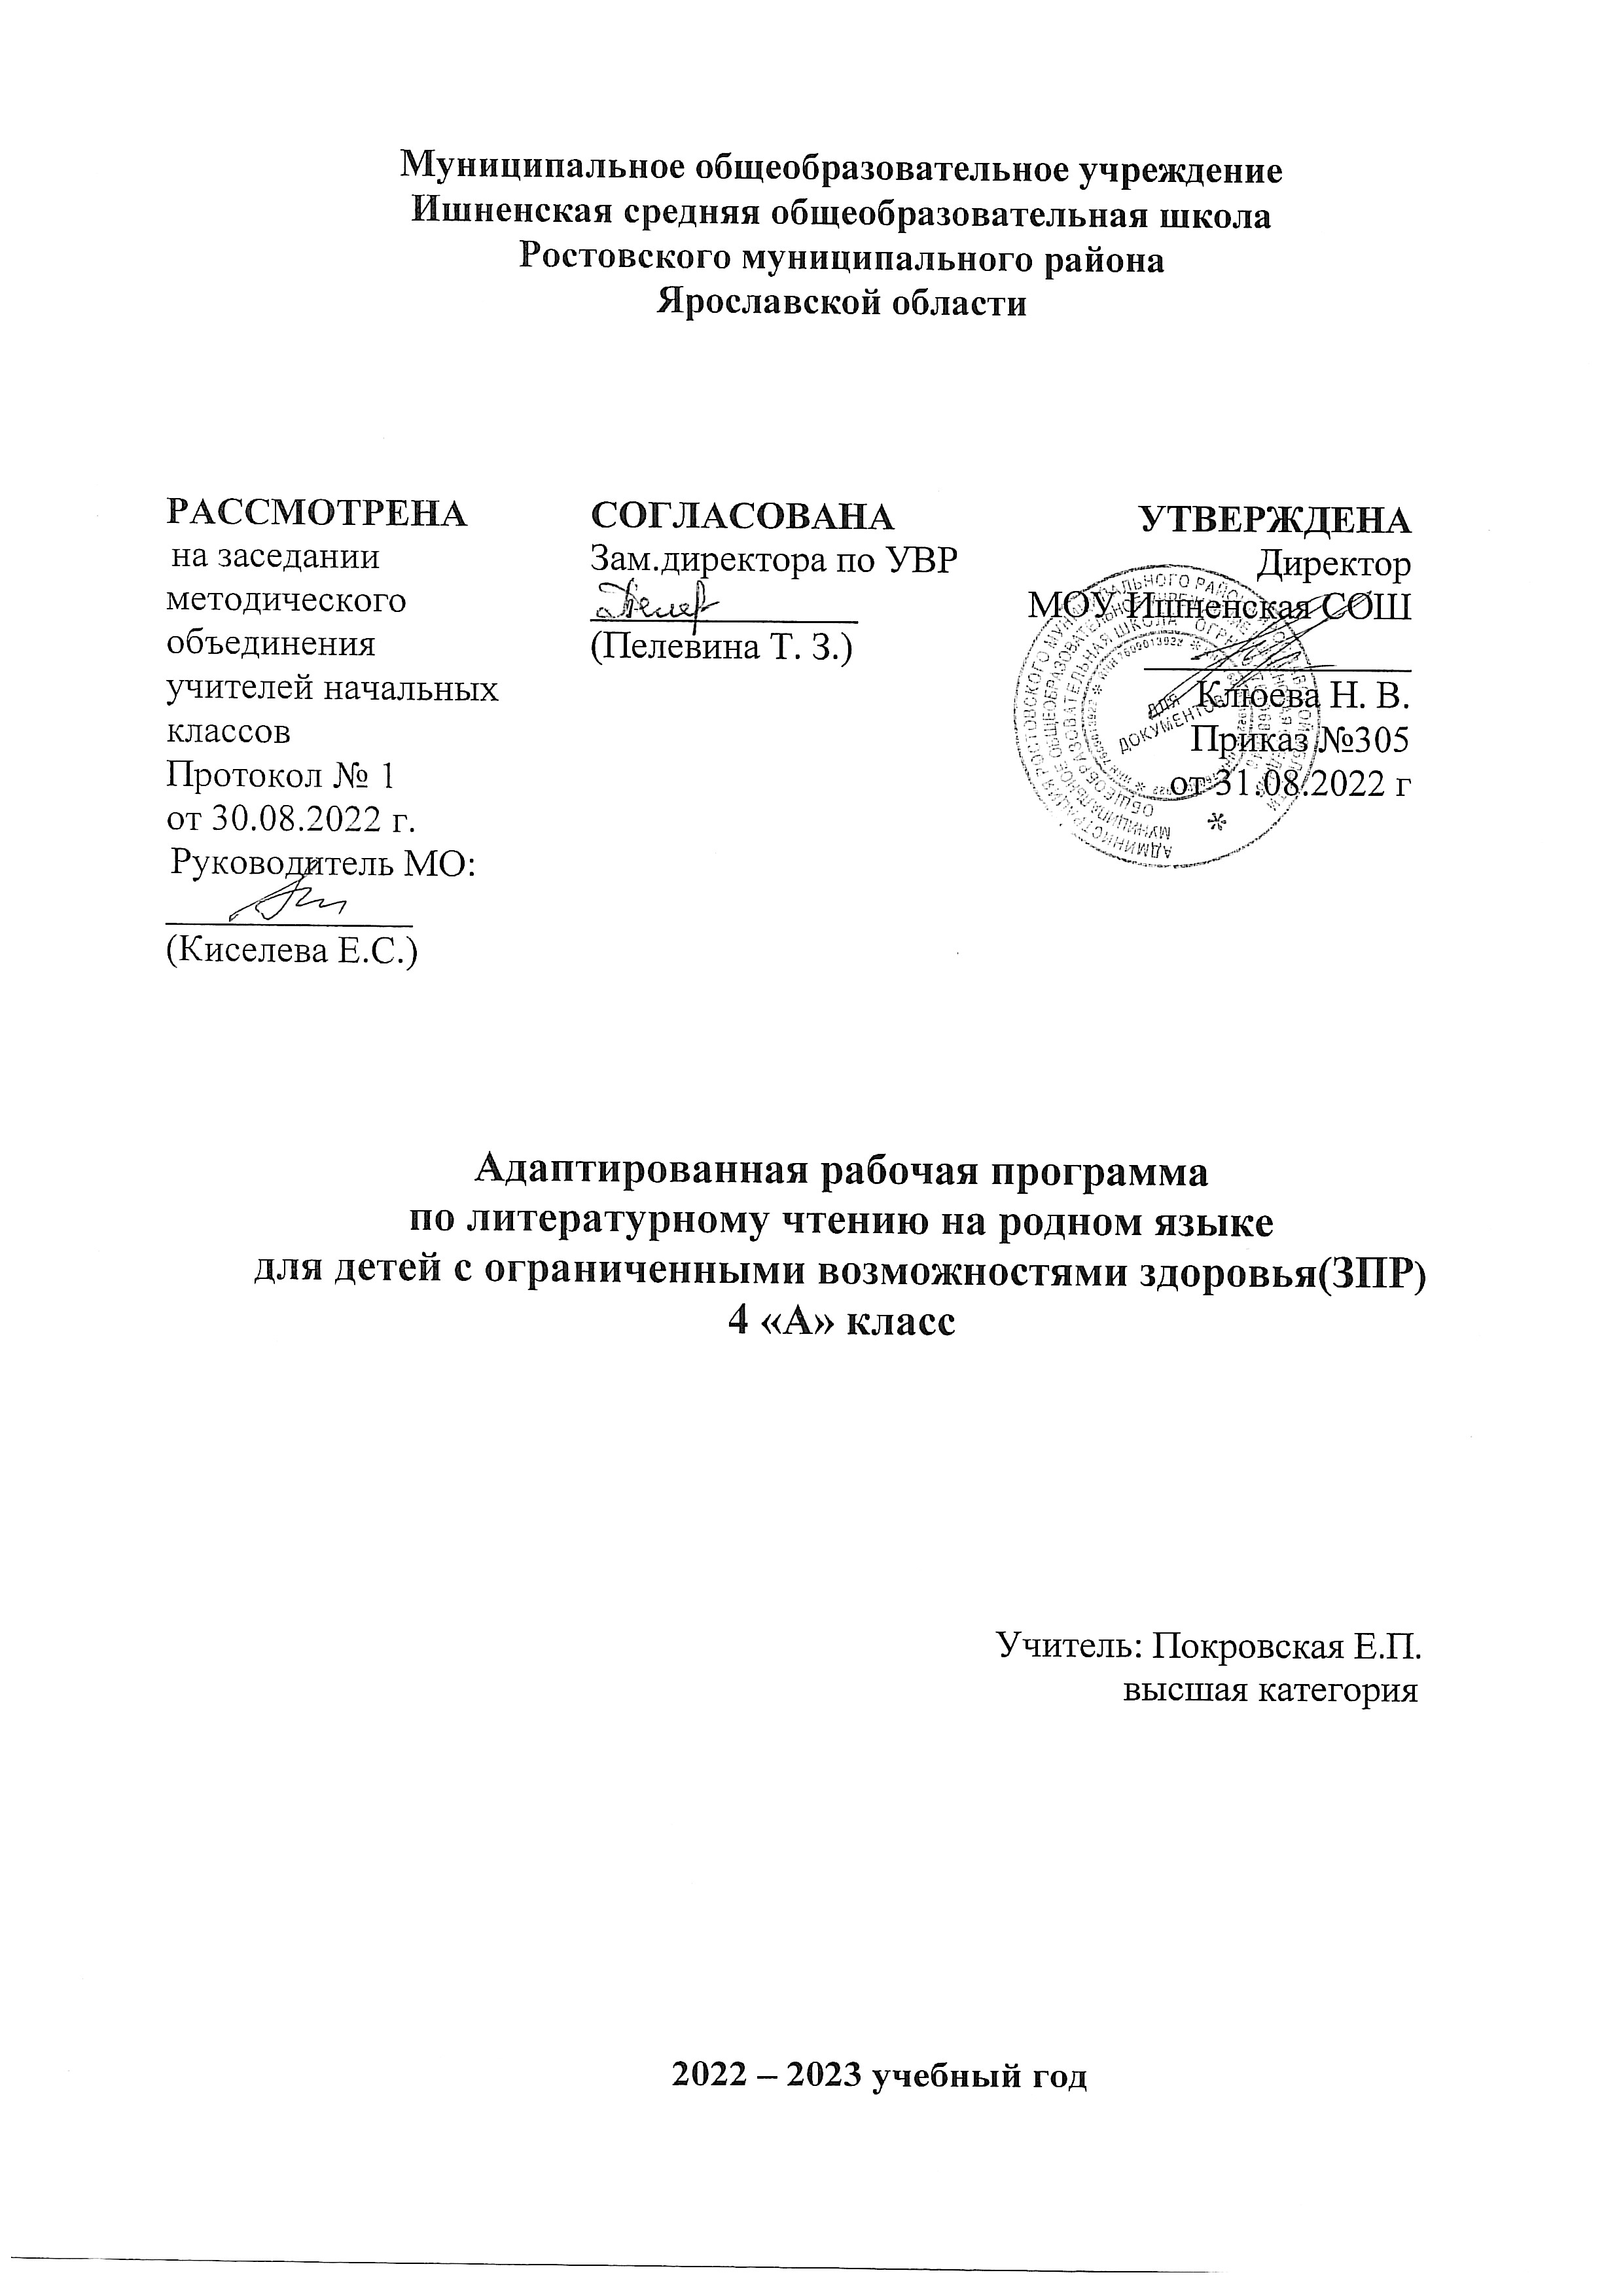 Муниципальное общеобразовательное учреждение
Ишненская средняя общеобразовательная школа
Ростовского муниципального района
Ярославской области
РАССМОТРЕНА
на заседании
методического
объединения
учителей начальных
классов
Протокол № 1
от 30.08.2022 г.
Руководитель МО:
(Киселева Е.С.)
СОГЛАСОВАНА
Зам.директора по УВР
(Пелевина Т. З.)
УТВЕРЖДЕНА
Директор
МОУ Ишненская СОШ
Клюева Н. В.
Приказ №305
от 31.08.2022 г
ДЛЯ
ДОКУМЕНТОВ
Адаптированная рабочая программа
по литературному чтению на родном языке
для детей с ограниченными возможностями здоровья(ЗПР)
4 «А» класс
Учитель: Покровская Е.П.
высшая категория
2022 – 2023 учебный год